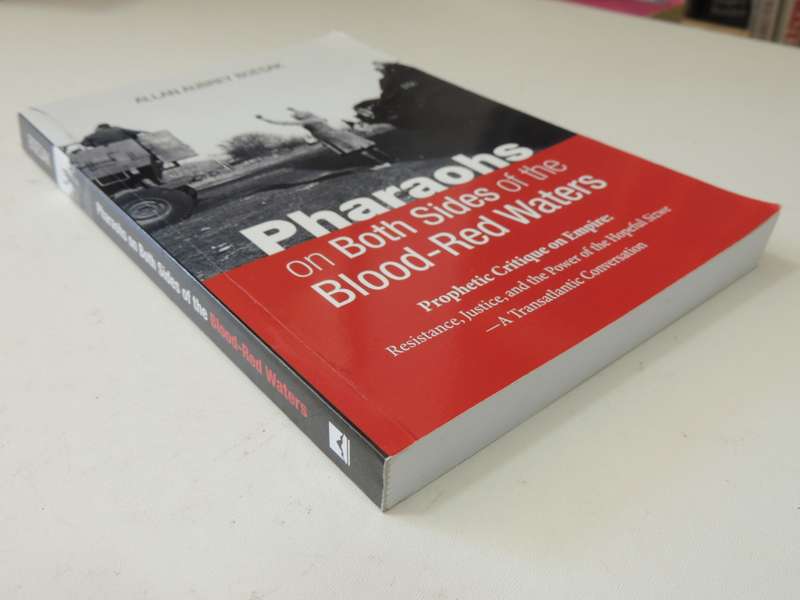 ALLAN AUBREY BOESAK
Pharaohs
on Both Sides of the
Blood-Red Waters
Prophetic Critique on Empire:
Resistance, Justice, and the Power of the Hopeful Sizwe
—A Transatlantic Conversation
Pharaohs on Both Sides of the Blood-Red Waters